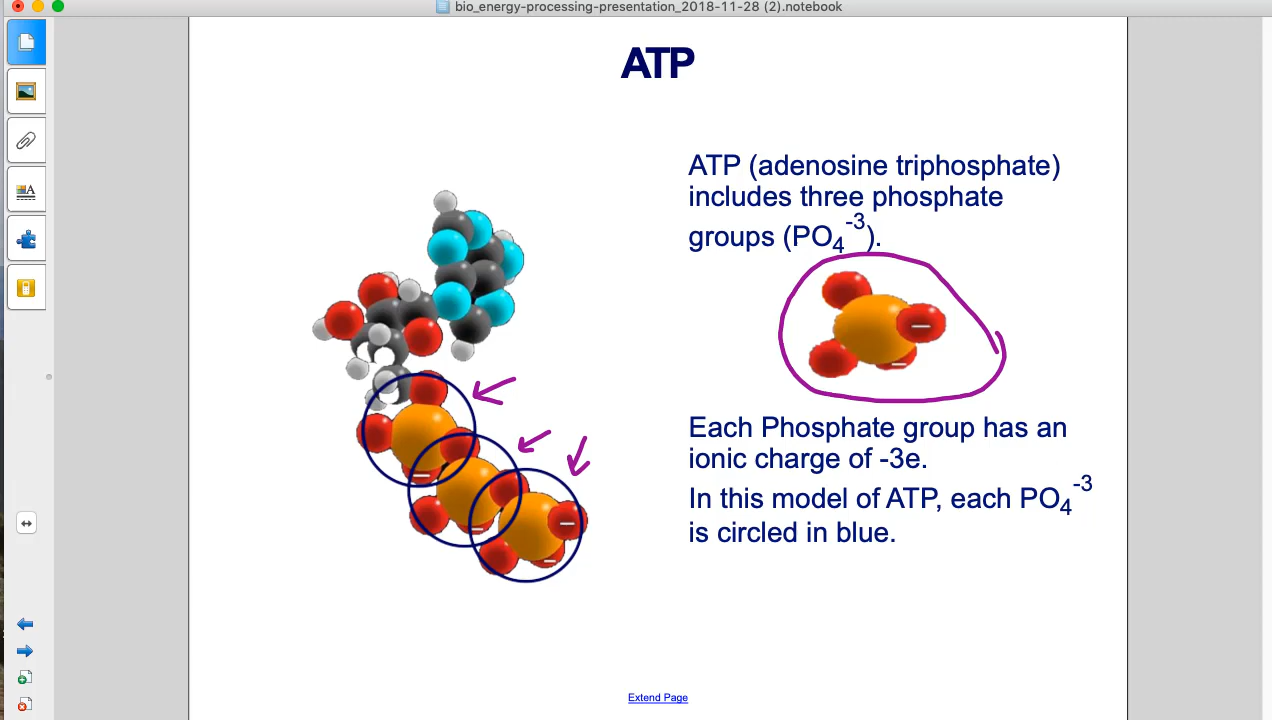 bio_energy-processing-presentation_2018-11-28 (2).notebook
ATP
ATP (adenosine triphosphate)
includes three phosphate
groups (PO₄⁻³).
Each Phosphate group has an
ionic charge of -3e.
In this model of ATP, each PO₄⁻³
is circled in blue.
Extend Page